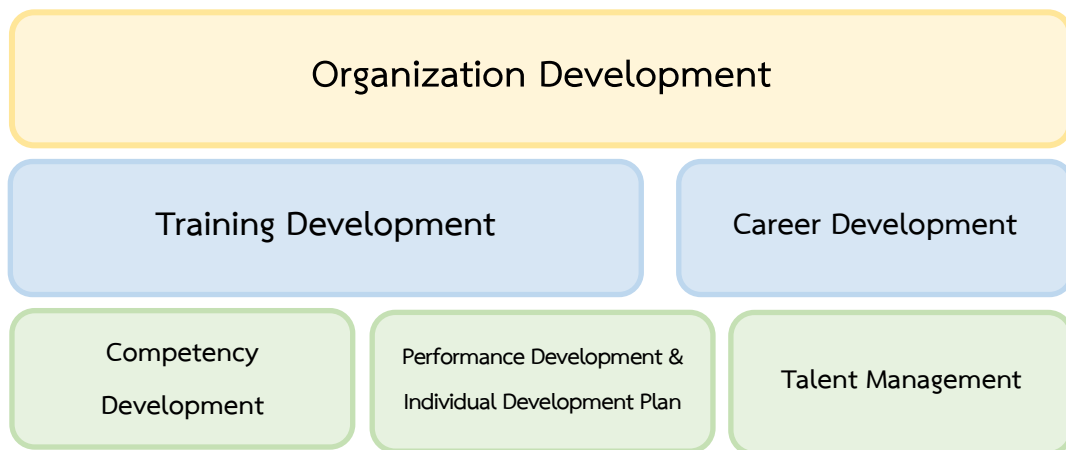 Organization Development
Training Development
Career Development
Competency
Development
Performance Development &
Individual Development Plan
Talent Management